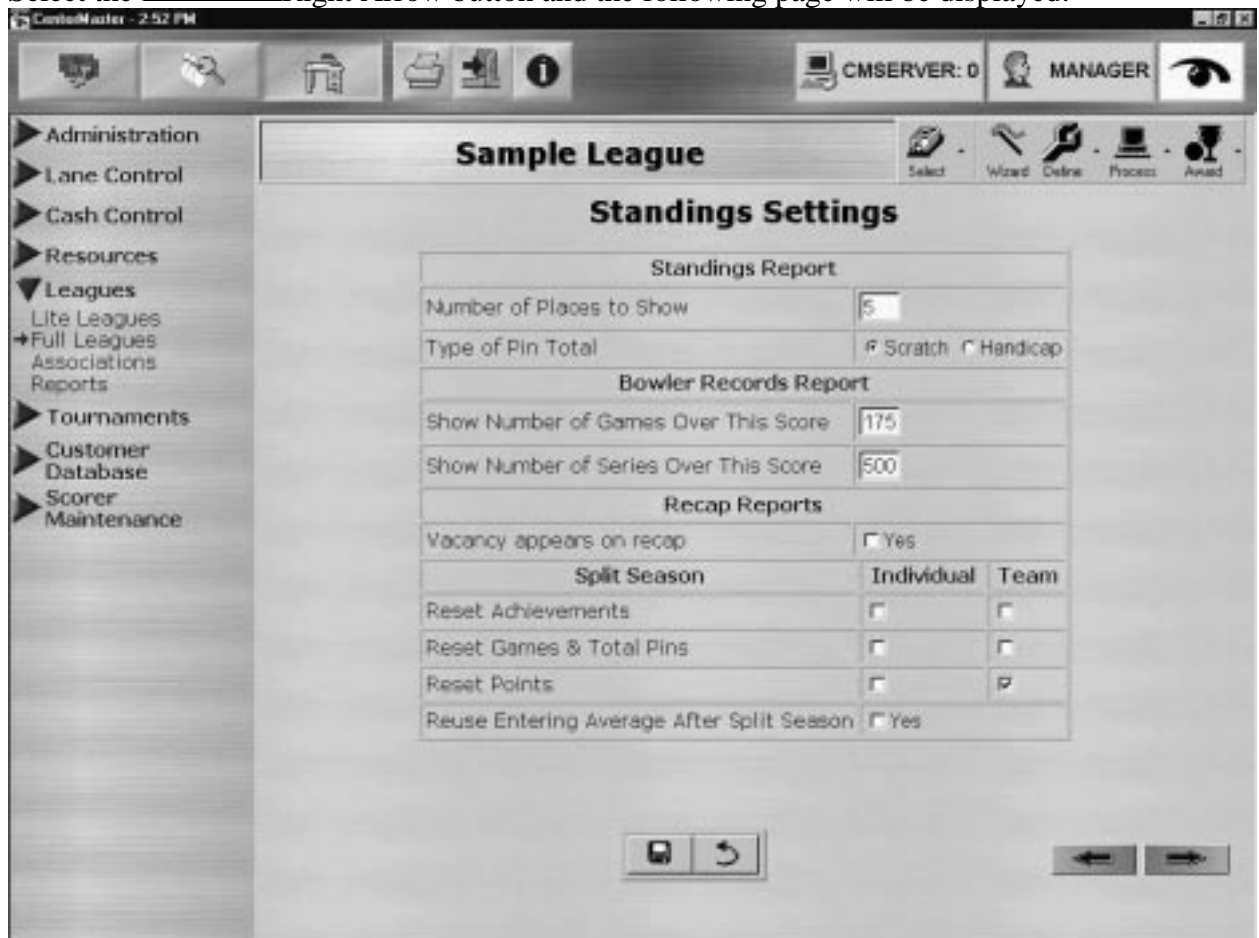 Select the Right Arrow button and the following page will be displayed.
CenterMaster - 2:52 PM
CMSERVER: 0
MANAGER
Administration
Lane Control
Cash Control
Resources
Leagues
Lite Leagues
Full Leagues
Associations
Reports
Tournaments
Customer
Database
Scorer
Maintenance
Sample League
Select
Wizard
Define
Process
Award
Standings Settings
Standings Report
Number of Places to Show 5
Type of Pin Total Scratch Handicap
Bowler Records Report
Show Number of Games Over This Score 175
Show Number of Series Over This Score 500
Recap Reports
Vacancy appears on recap Yes
Split Season Individual Team
Reset Achievements
Reset Games & Total Pins
Reset Points
Reuse Entering Average After Split Season Yes